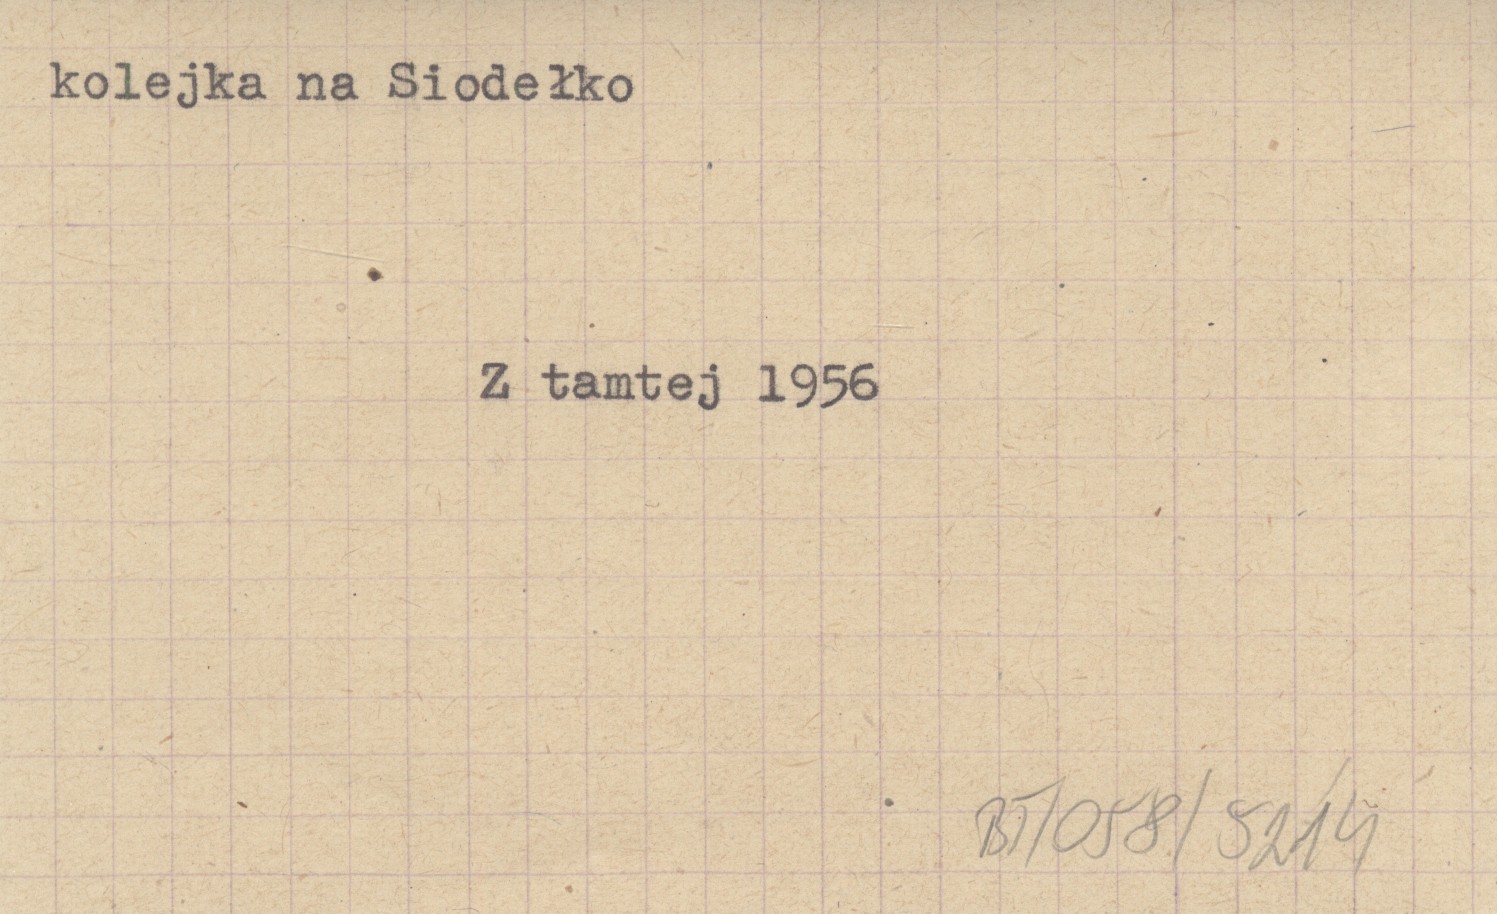 kolejka na Siodełko
Z tamtej 1956
BT/058/5214